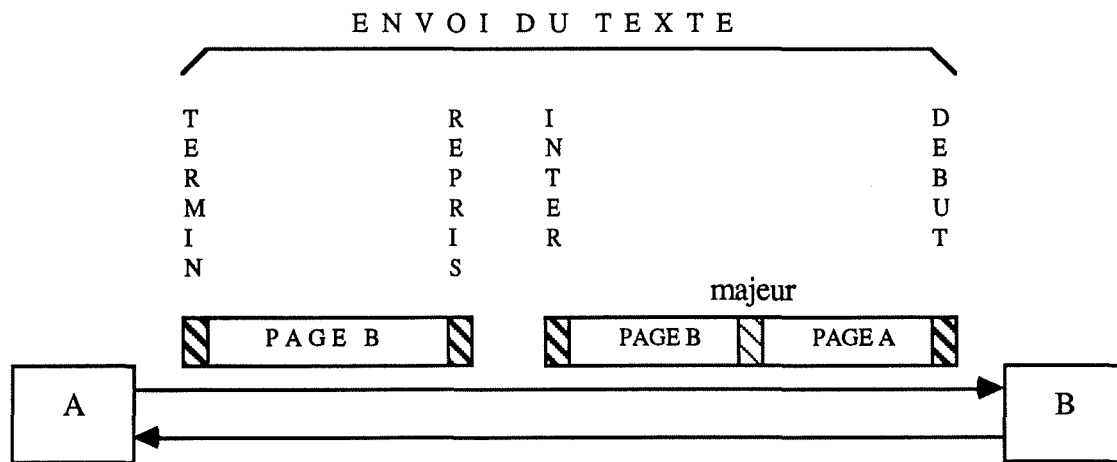 ENVOI DU TEXTE
TERMIN
REPRIS
INTER
DEBUT
majeur
PAGE B
PAGE B
PAGE A
A
B